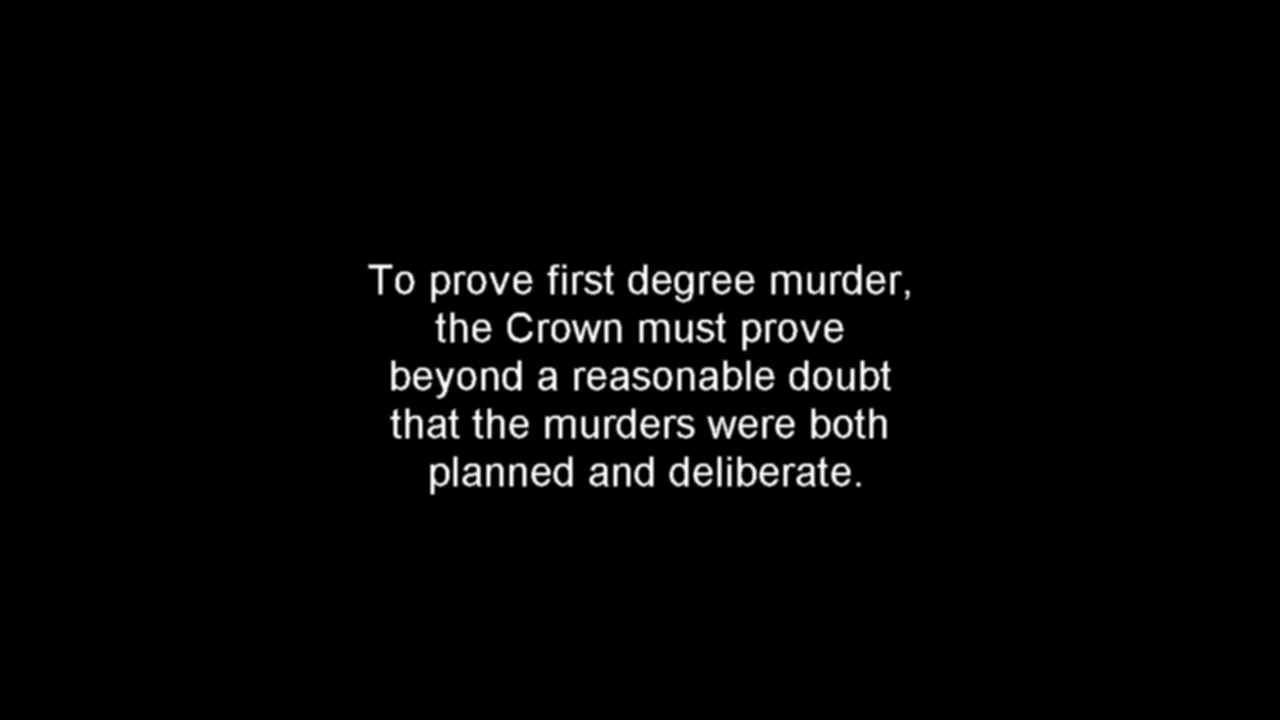 To prove first degree murder,
the Crown must prove
beyond a reasonable doubt
that the murders were both
planned and deliberate.